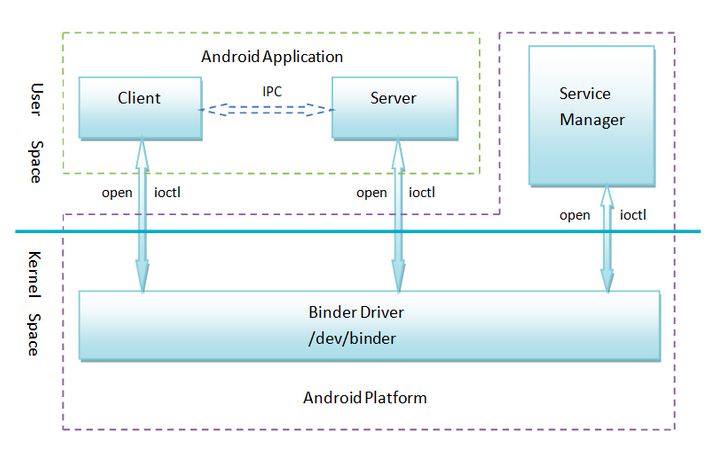 Android Application
Client
IPC
Server
Service
Manager
User Space
open ioctl
open ioctl
open ioctl
Kernel Space
Binder Driver
/dev/binder
Android Platform